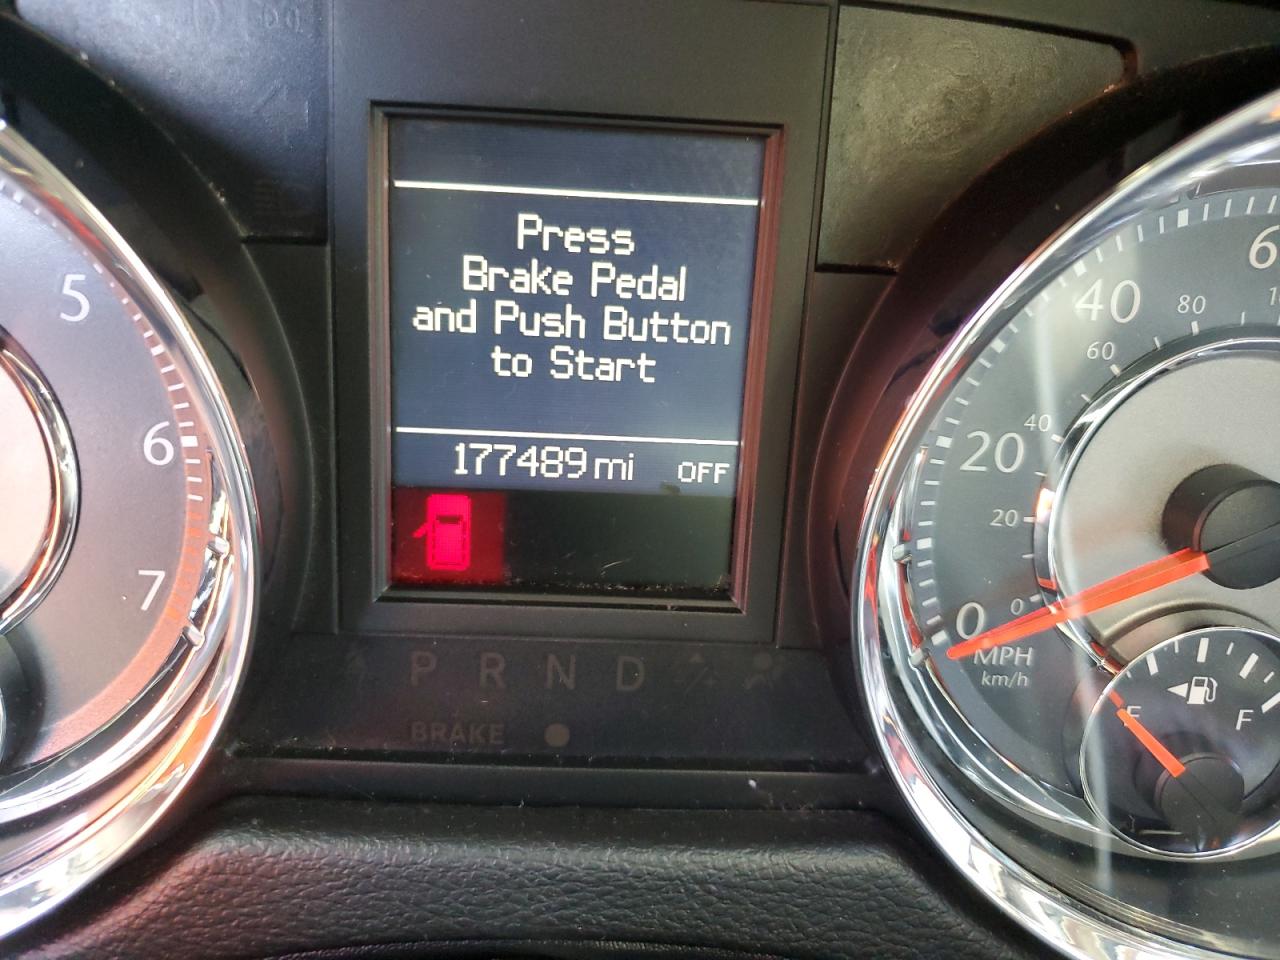 Press
Brake Pedal
and Push Button
to Start
177489 mi OFF
5
6
7
P R N D
BRAKE
40
80
60
40
20
20
0
0
MPH
km/h
E
F